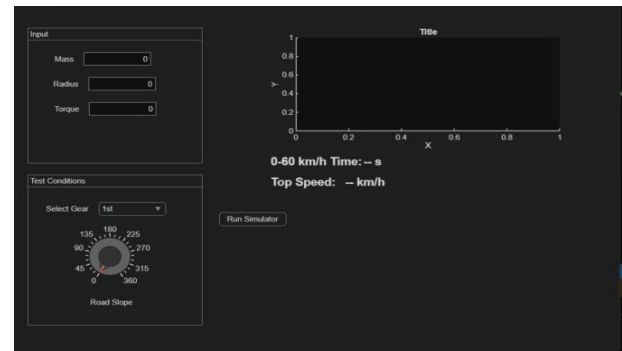 Input
Mass 0
Radius 0
Torque 0
Test Conditions
Select Gear 1st
180
135 225
90 270
45 315
0 360
Road Slope
Title
1
0.8
0.6
0.4
0.2
0
Y
0 0.2 0.4 0.6 0.8 1
X
0-60 km/h Time: -- s
Top Speed: -- km/h
Run Simulator